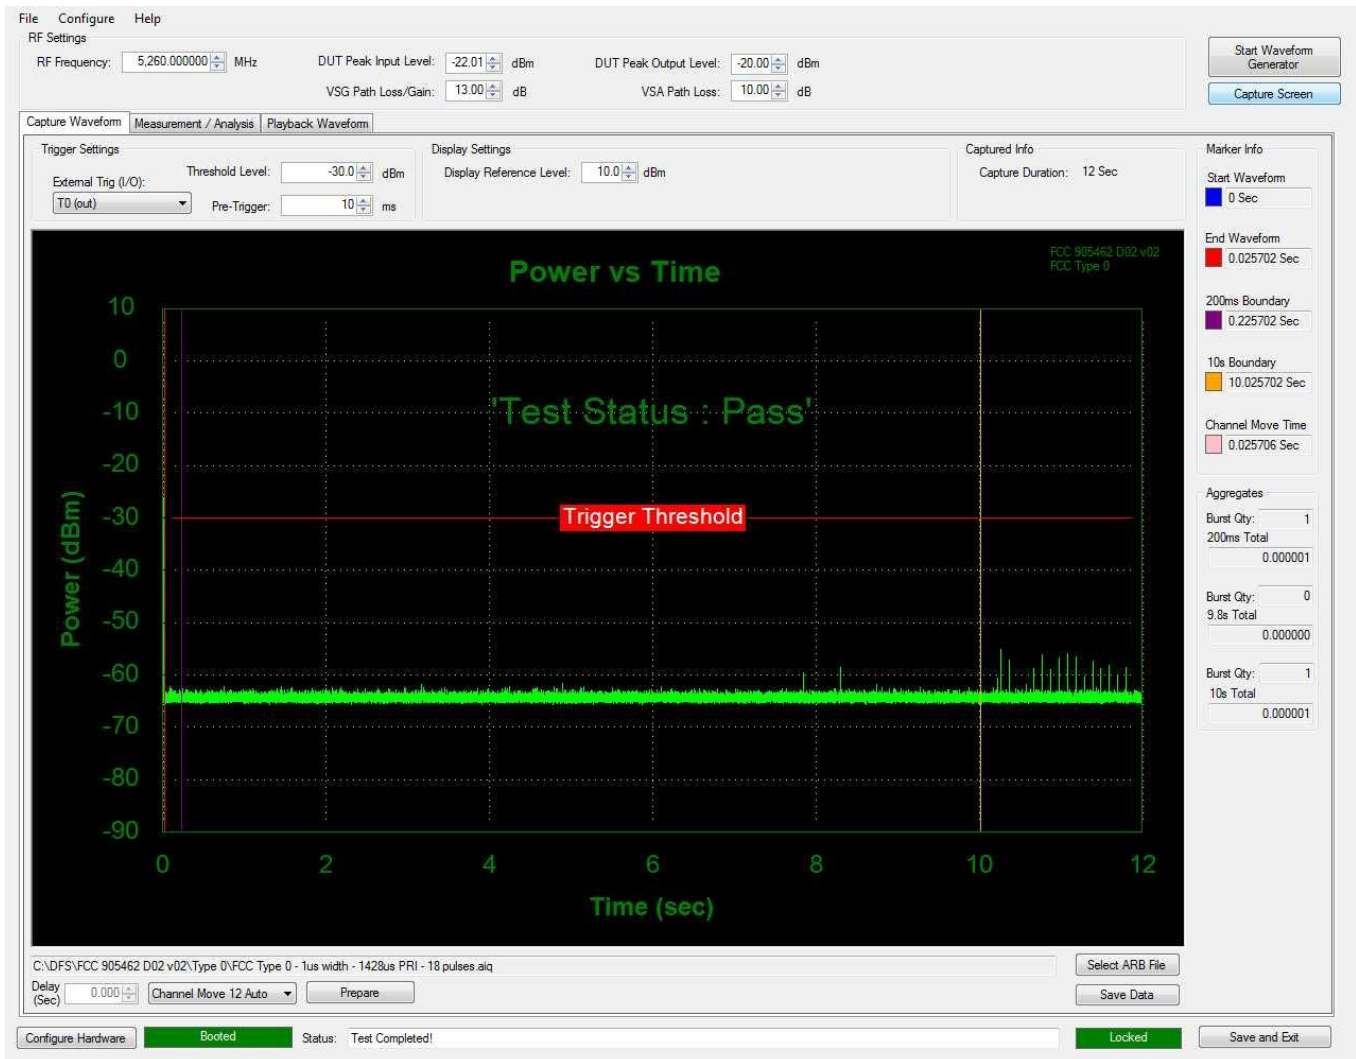 File Configure Help
RF Settings
RF Frequency: 5,260.000000 MHz DUT Peak Input Level: -22.01 dBm DUT Peak Output Level: -20.00 dBm
VSG Path Loss/Gain: 13.00 dB VSA Path Loss: 10.00 dB
Start Waveform
Generator
Capture Screen
Capture Waveform Measurement / Analysis Playback Waveform
Trigger Settings
External Trig (I/O):
T0 (out)
Threshold Level: -30.0 dBm
Pre-Trigger: 10 ms
Display Settings
Display Reference Level: 10.0 dBm
Captured Info
Capture Duration: 12 Sec
Marker Info
Start Waveform
0 Sec
End Waveform
0.025702 Sec
200ms Boundary
0.225702 Sec
10s Boundary
10.025702 Sec
Channel Move Time
0.025706 Sec
Aggregates
Burst Qty: 1
200ms Total
0.000001
Burst Qty: 0
9.8s Total
0.000000
Burst Qty: 1
10s Total
0.000001
FCC 905462 D02 v02
FCC Type 0
Power vs Time
'Test Status : Pass'
Trigger Threshold
Power (dBm)
10
0
-10
-20
-30
-40
-50
-60
-70
-80
-90
0 2 4 6 8 10 12
Time (sec)
C:\DFS\FCC 905462 D02 v02\Type 0\FCC Type 0 - 1us width - 1428us PRI - 18 pulses.aiq
Select ARB File
Delay
(Sec) 0.000 Channel Move 12 Auto Prepare
Save Data
Configure Hardware Booted Status: Test Completed! Locked Save and Exit